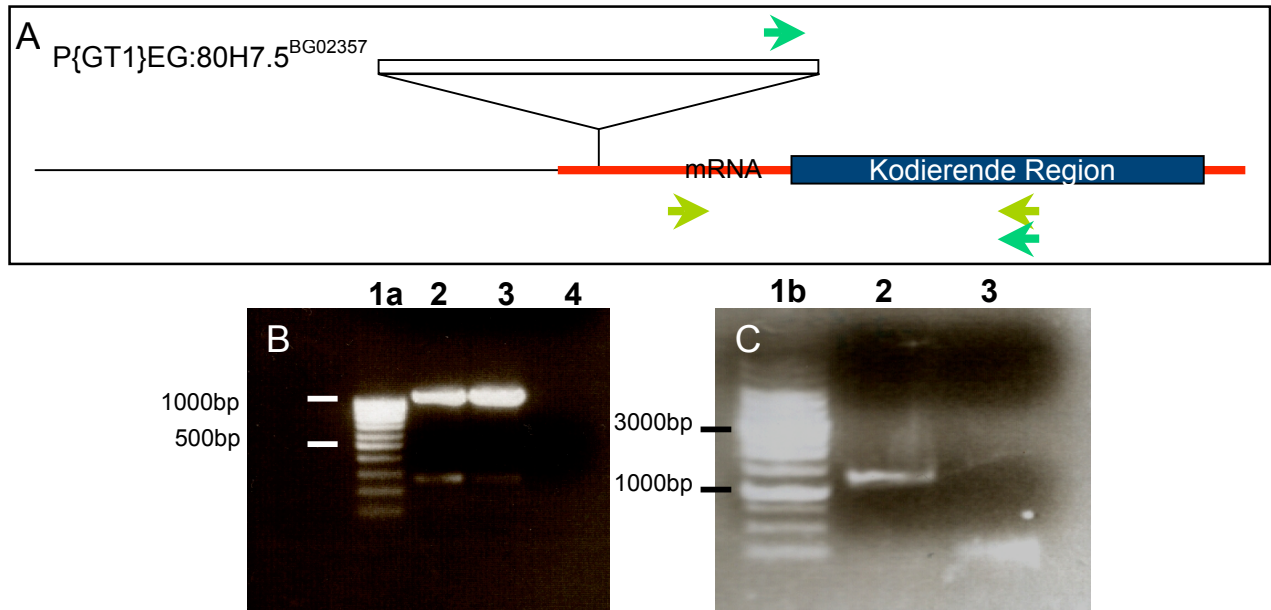 A
P{GT1}EG:80H7.5BG02357
mRNA
Kodierende Region
1a 2 3 4
B
1000bp
500bp
1b 2 3
C
3000bp
1000bp